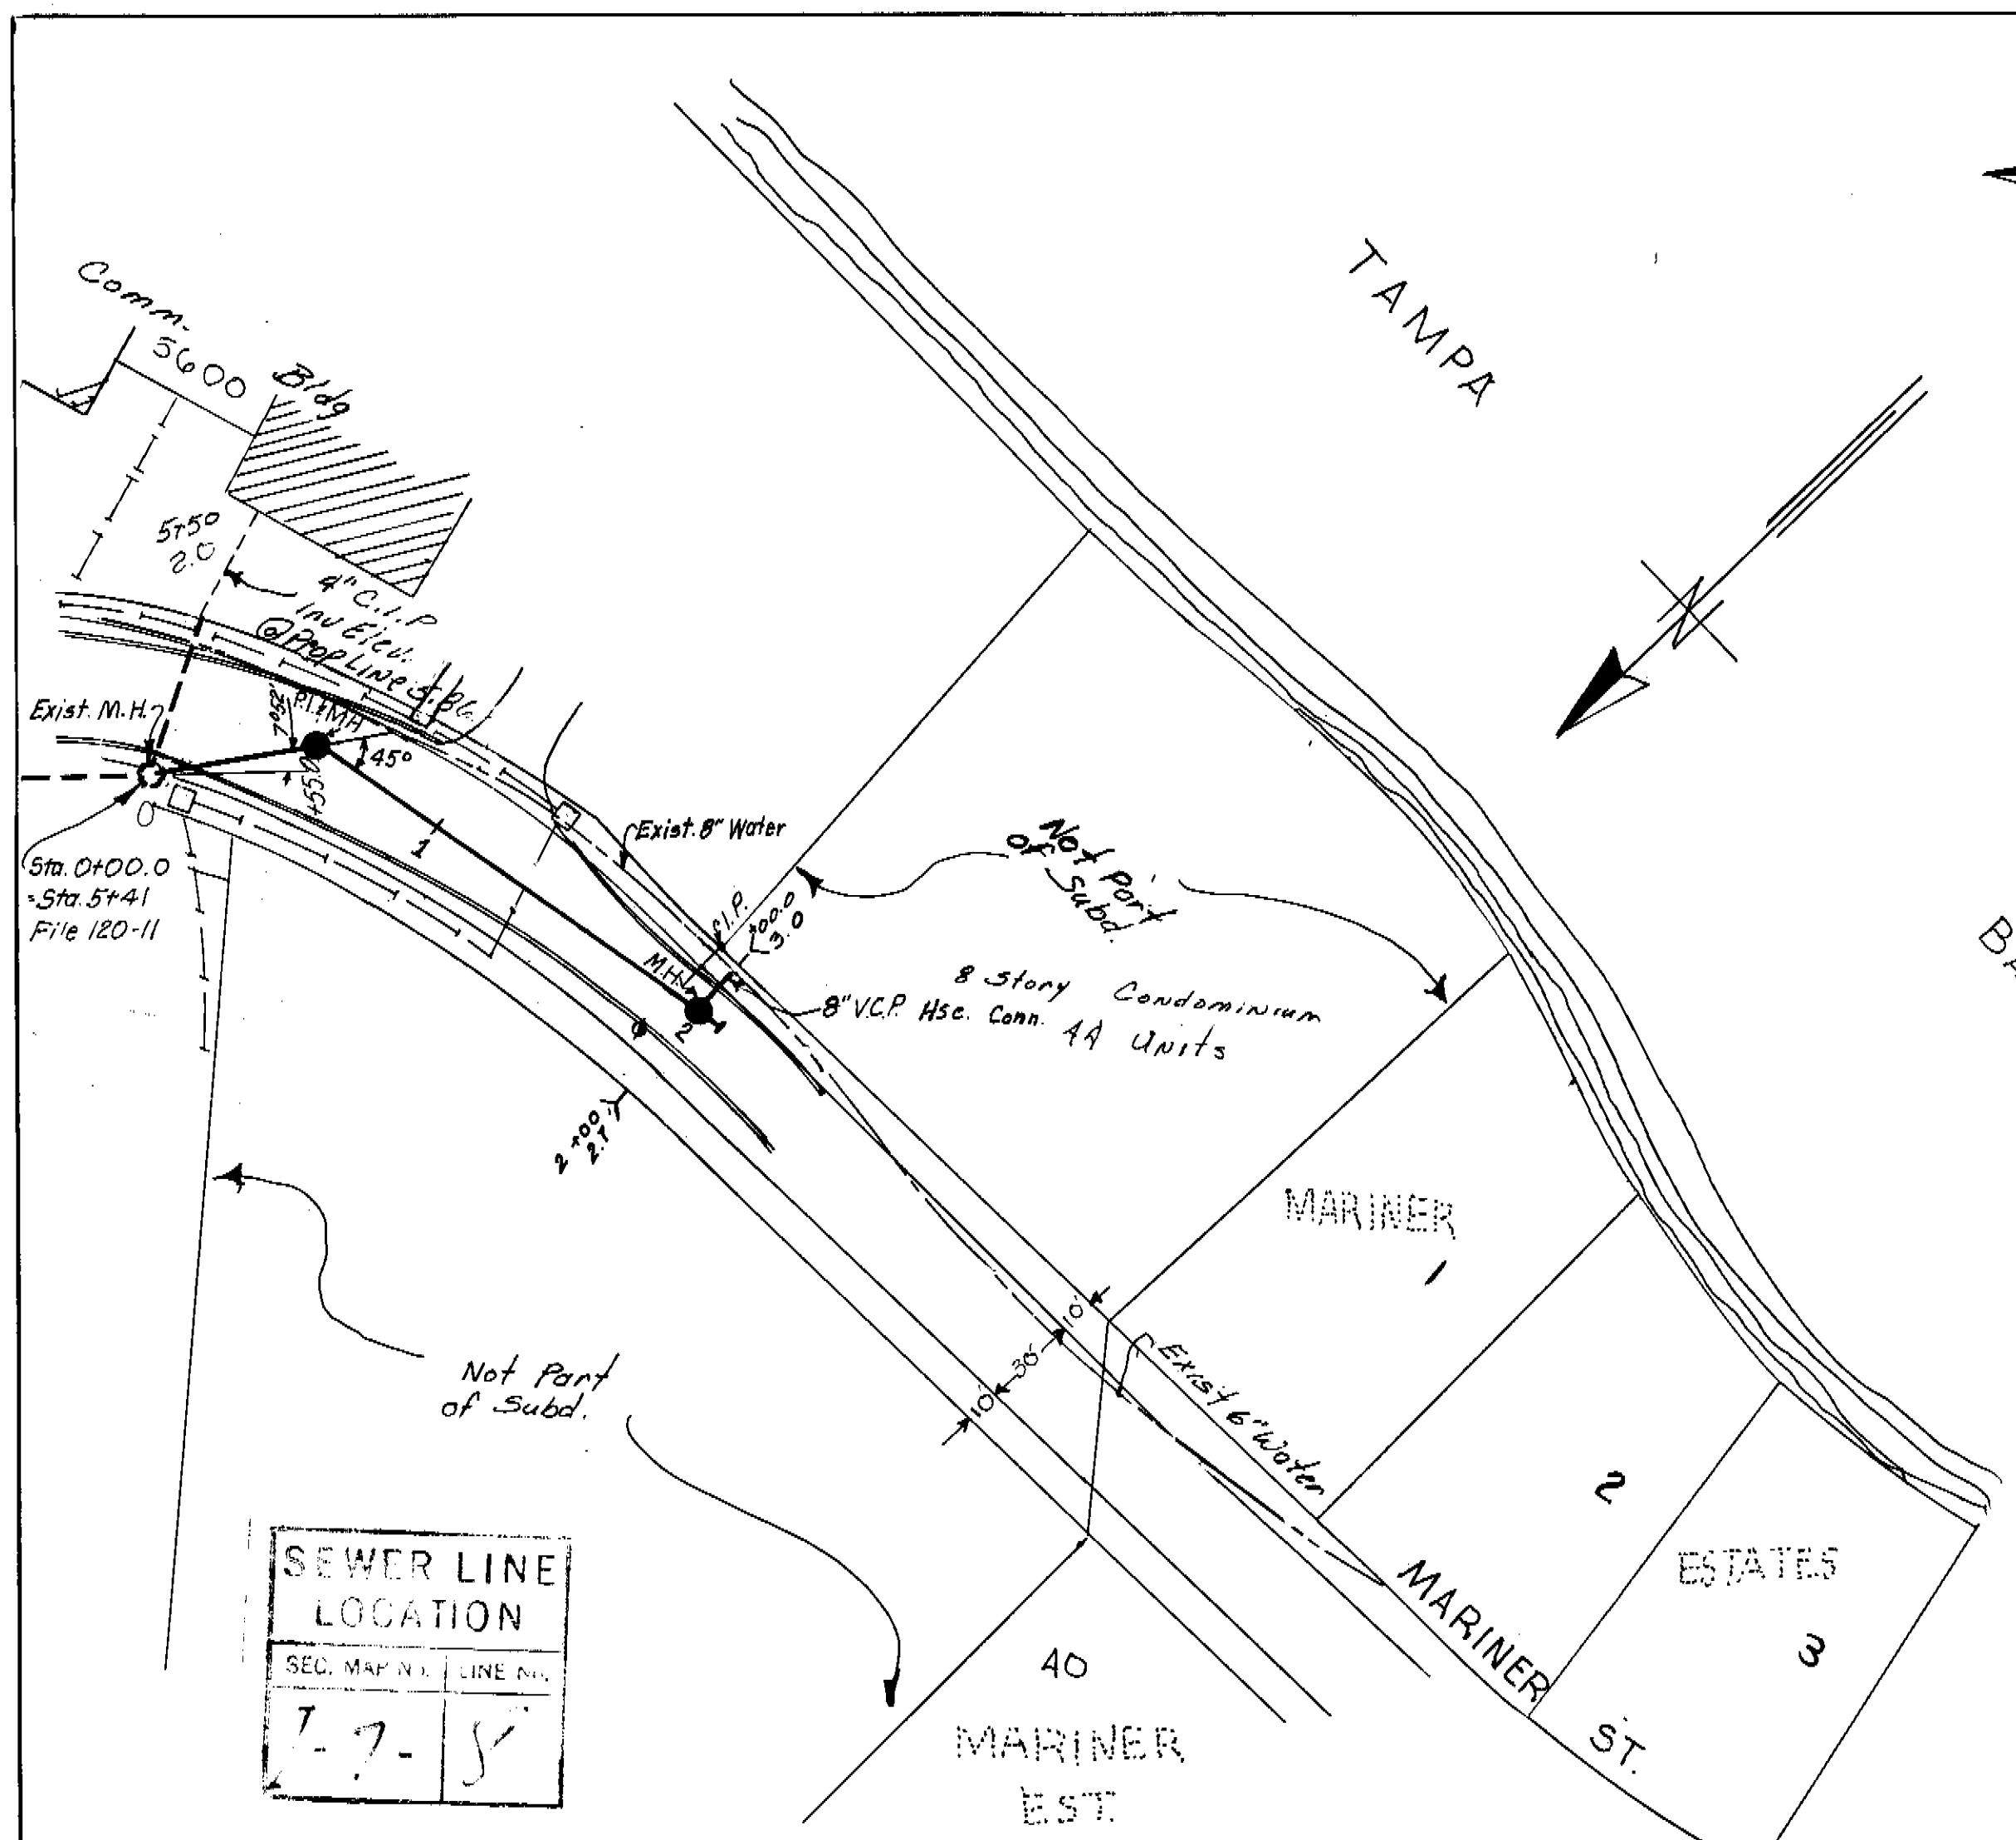 TAMPA
Comm.
5600
Bldg
5+50
2.0
4" C.I.P
Inv Elev.
@ Prop Line
Exist. M.H.
7°52'
P.I. & M.H.
45°
+55.0
0
1
Sta. 0+00.0
=Sta. 5+41
File 120-11
Exist. 8" Water
C.I.P.
+00.0
3.0
M.H.
2
8" V.C.P. Hse. Conn.
Not Part
of Subd.
8 Story Condominium
44 Units
N
2+00
2.7
MARINER
1
10'
36'
10'
Exist 6" Water
Not Part
of Subd.
2
ESTATES
3
MARINER ST.
40
MARINER
EST.
SEWER LINE
LOCATION
SEC. MAP NO. LINE NO.